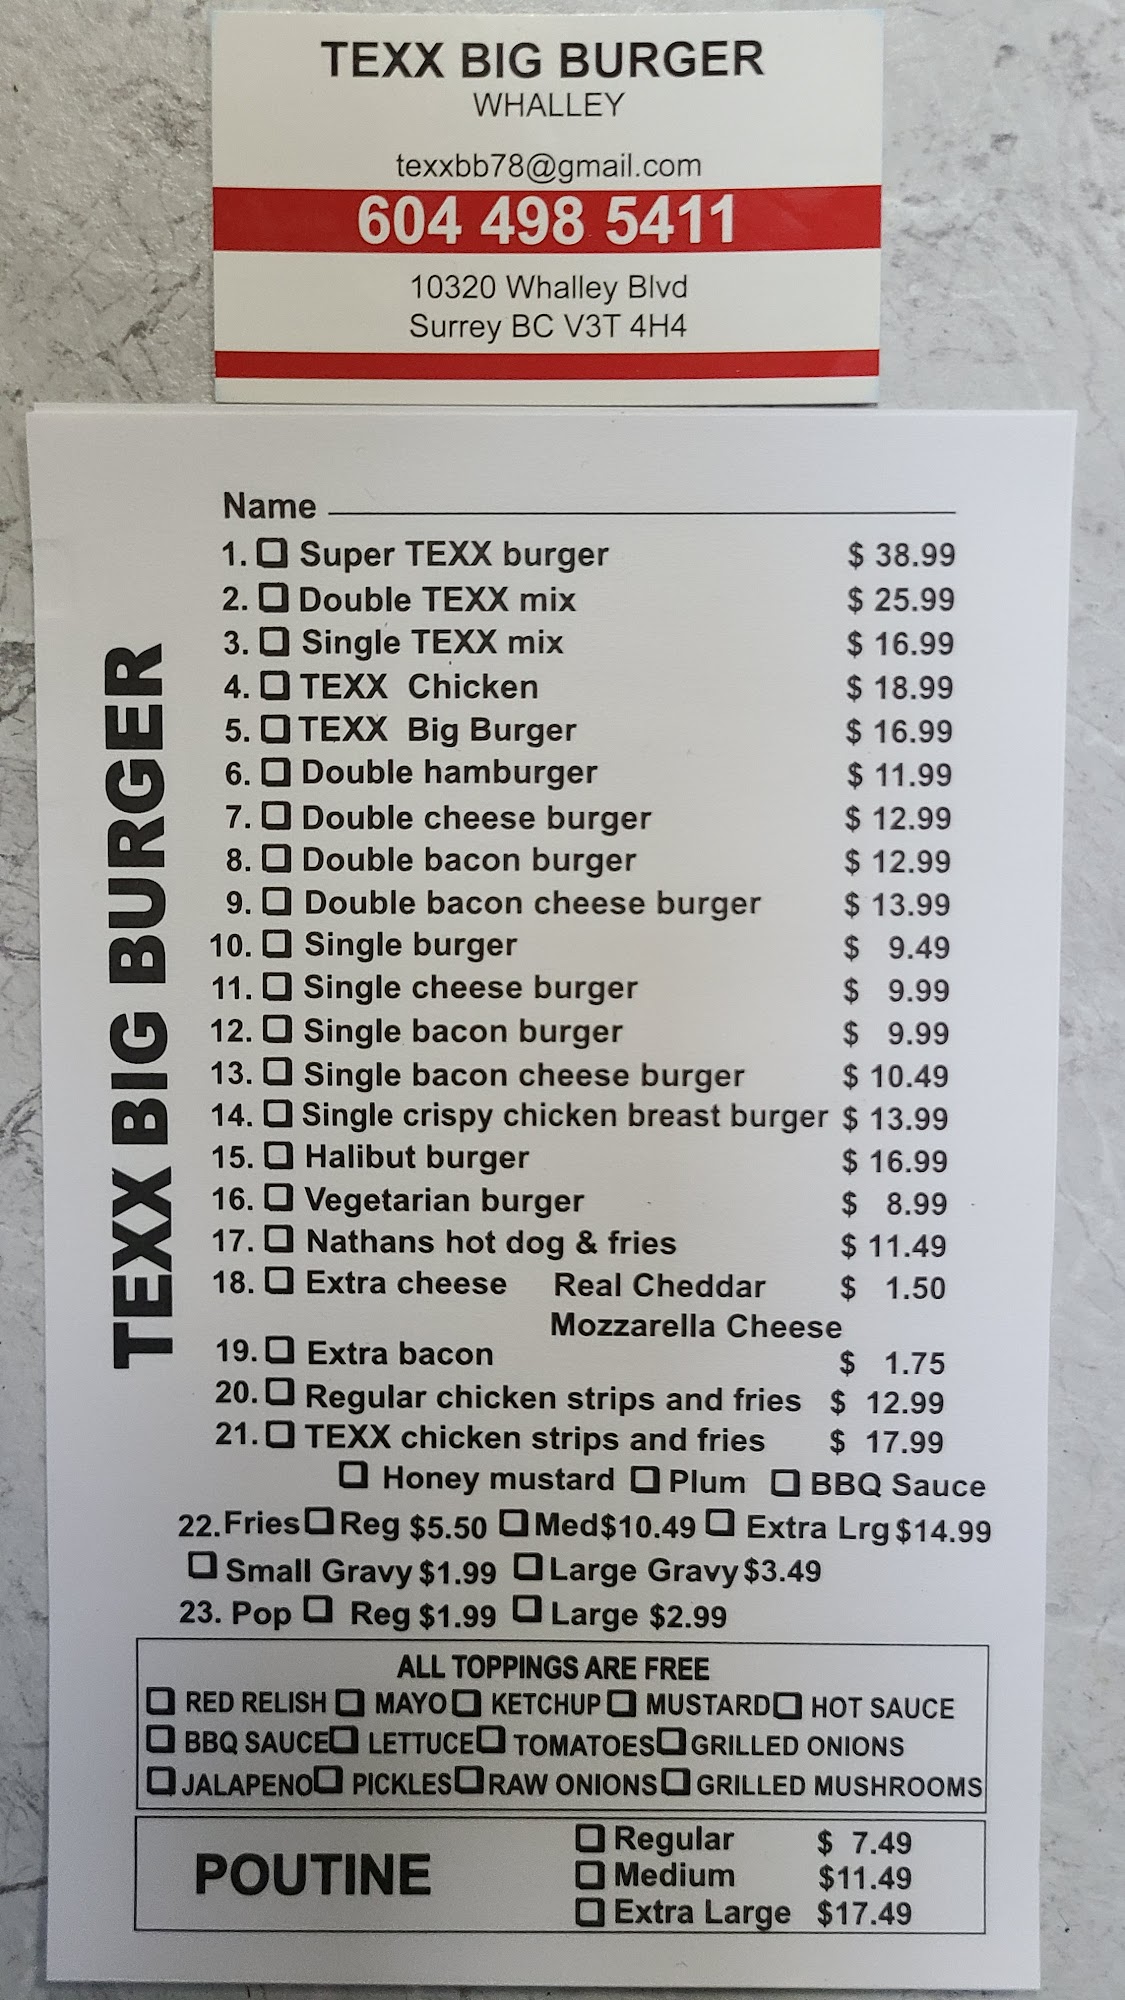 TEXX BIG BURGER
WHALLEY
texxbb78@gmail.com
604 498 5411
10320 Whalley Blvd
Surrey BC V3T 4H4
TEXX BIG BURGER
Name
1. Super TEXX burger $ 38.99
2. Double TEXX mix $ 25.99
3. Single TEXX mix $ 16.99
4. TEXX Chicken $ 18.99
5. TEXX Big Burger $ 16.99
6. Double hamburger $ 11.99
7. Double cheese burger $ 12.99
8. Double bacon burger $ 12.99
9. Double bacon cheese burger $ 13.99
10. Single burger $ 9.49
11. Single cheese burger $ 9.99
12. Single bacon burger $ 9.99
13. Single bacon cheese burger $ 10.49
14. Single crispy chicken breast burger $ 13.99
15. Halibut burger $ 16.99
16. Vegetarian burger $ 8.99
17. Nathans hot dog & fries $ 11.49
18. Extra cheese Real Cheddar $ 1.50
Mozzarella Cheese
19. Extra bacon $ 1.75
20. Regular chicken strips and fries $ 12.99
21. TEXX chicken strips and fries $ 17.99
Honey mustard Plum BBQ Sauce
22. Fries Reg $5.50 Med $10.49 Extra Lrg $14.99
Small Gravy $1.99 Large Gravy $3.49
23. Pop Reg $1.99 Large $2.99
ALL TOPPINGS ARE FREE
RED RELISH MAYO KETCHUP MUSTARD HOT SAUCE
BBQ SAUCE LETTUCE TOMATOES GRILLED ONIONS
JALAPENO PICKLES RAW ONIONS GRILLED MUSHROOMS
POUTINE
Regular $ 7.49
Medium $11.49
Extra Large $17.49